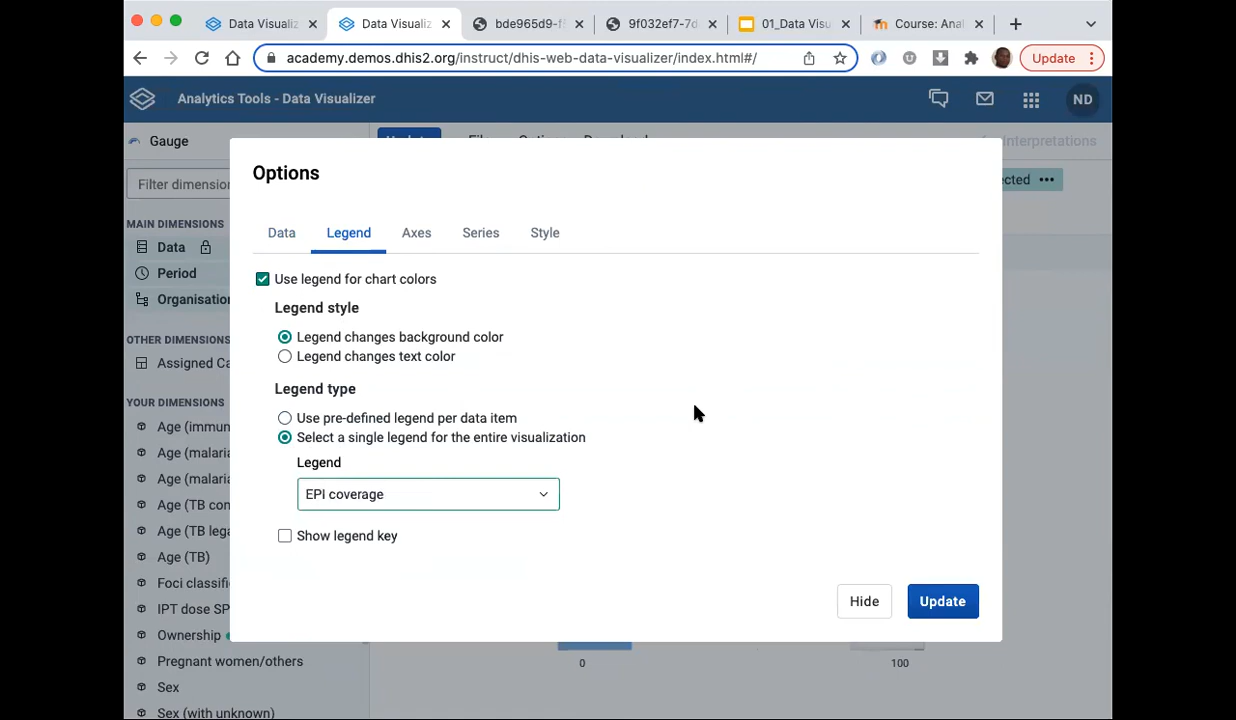 Data Visualiz
Data Visualiz
bde965d9-f
9f032ef7-7d
01_Data Visu
Course: Ana
academy.demos.dhis2.org/instruct/dhis-web-data-visualizer/index.html#/
Update
Analytics Tools - Data Visualizer
ND
Gauge
Interpretations
Filter dimension
ected
MAIN DIMENSIONS
Data
Period
Organisation
OTHER DIMENSIONS
Assigned Ca
YOUR DIMENSIONS
Age (immun
Age (malari
Age (malari
Age (TB con
Age (TB lega
Age (TB)
Foci classifi
IPT dose SP
Ownership
Pregnant women/others
Sex
Sex (with unknown)
Options
Data
Legend
Axes
Series
Style
Use legend for chart colors
Legend style
Legend changes background color
Legend changes text color
Legend type
Use pre-defined legend per data item
Select a single legend for the entire visualization
Legend
EPI coverage
Show legend key
Hide
Update
0
100